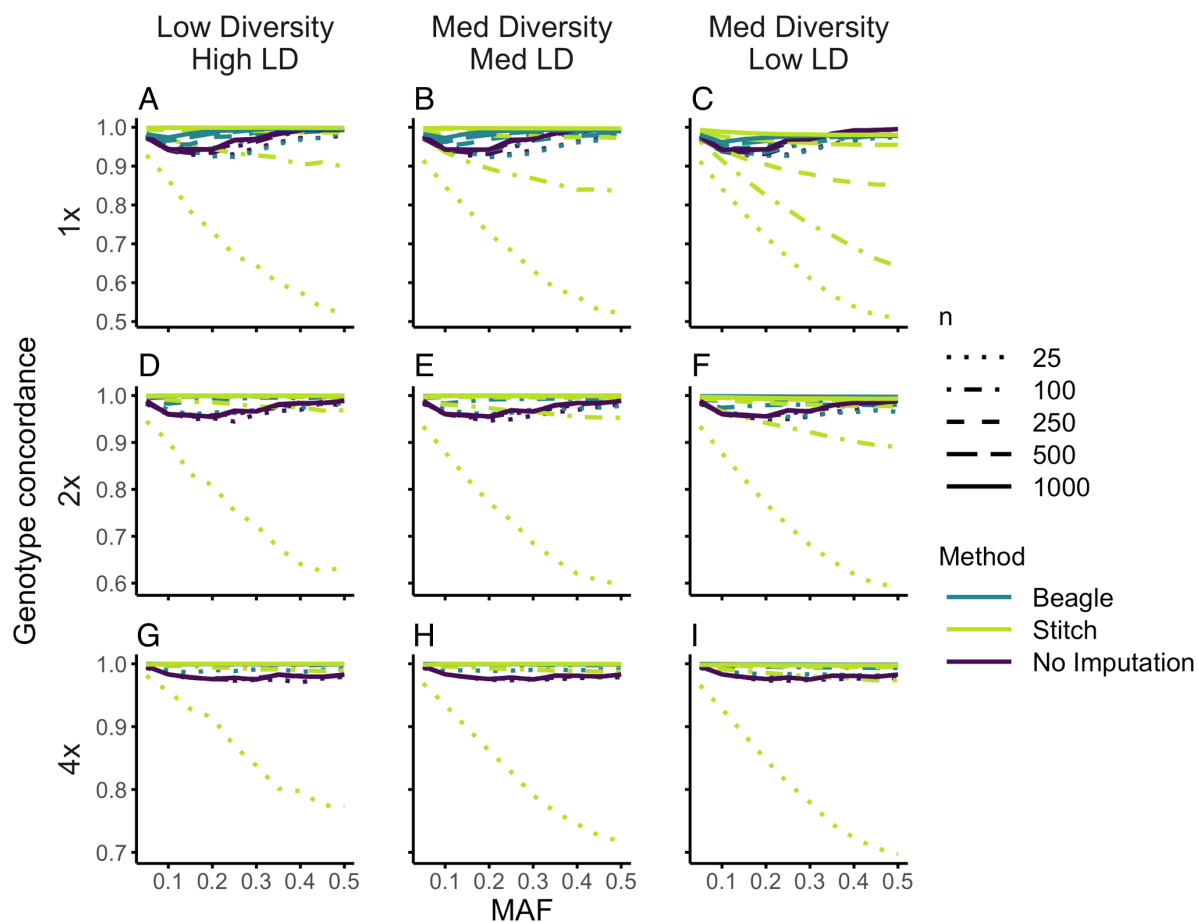 Low Diversity
High LD
Med Diversity
Med LD
Med Diversity
Low LD
A
B
C
1.0
0.9
0.8
0.7
0.6
0.5
1x
D
E
F
1.0
0.9
0.8
0.7
0.6
2x
G
H
I
1.0
0.9
0.8
0.7
4x
0.1 0.2 0.3 0.4 0.5
0.1 0.2 0.3 0.4 0.5
0.1 0.2 0.3 0.4 0.5
MAF
Genotype concordance
n
25
100
250
500
1000
Method
Beagle
Stitch
No Imputation